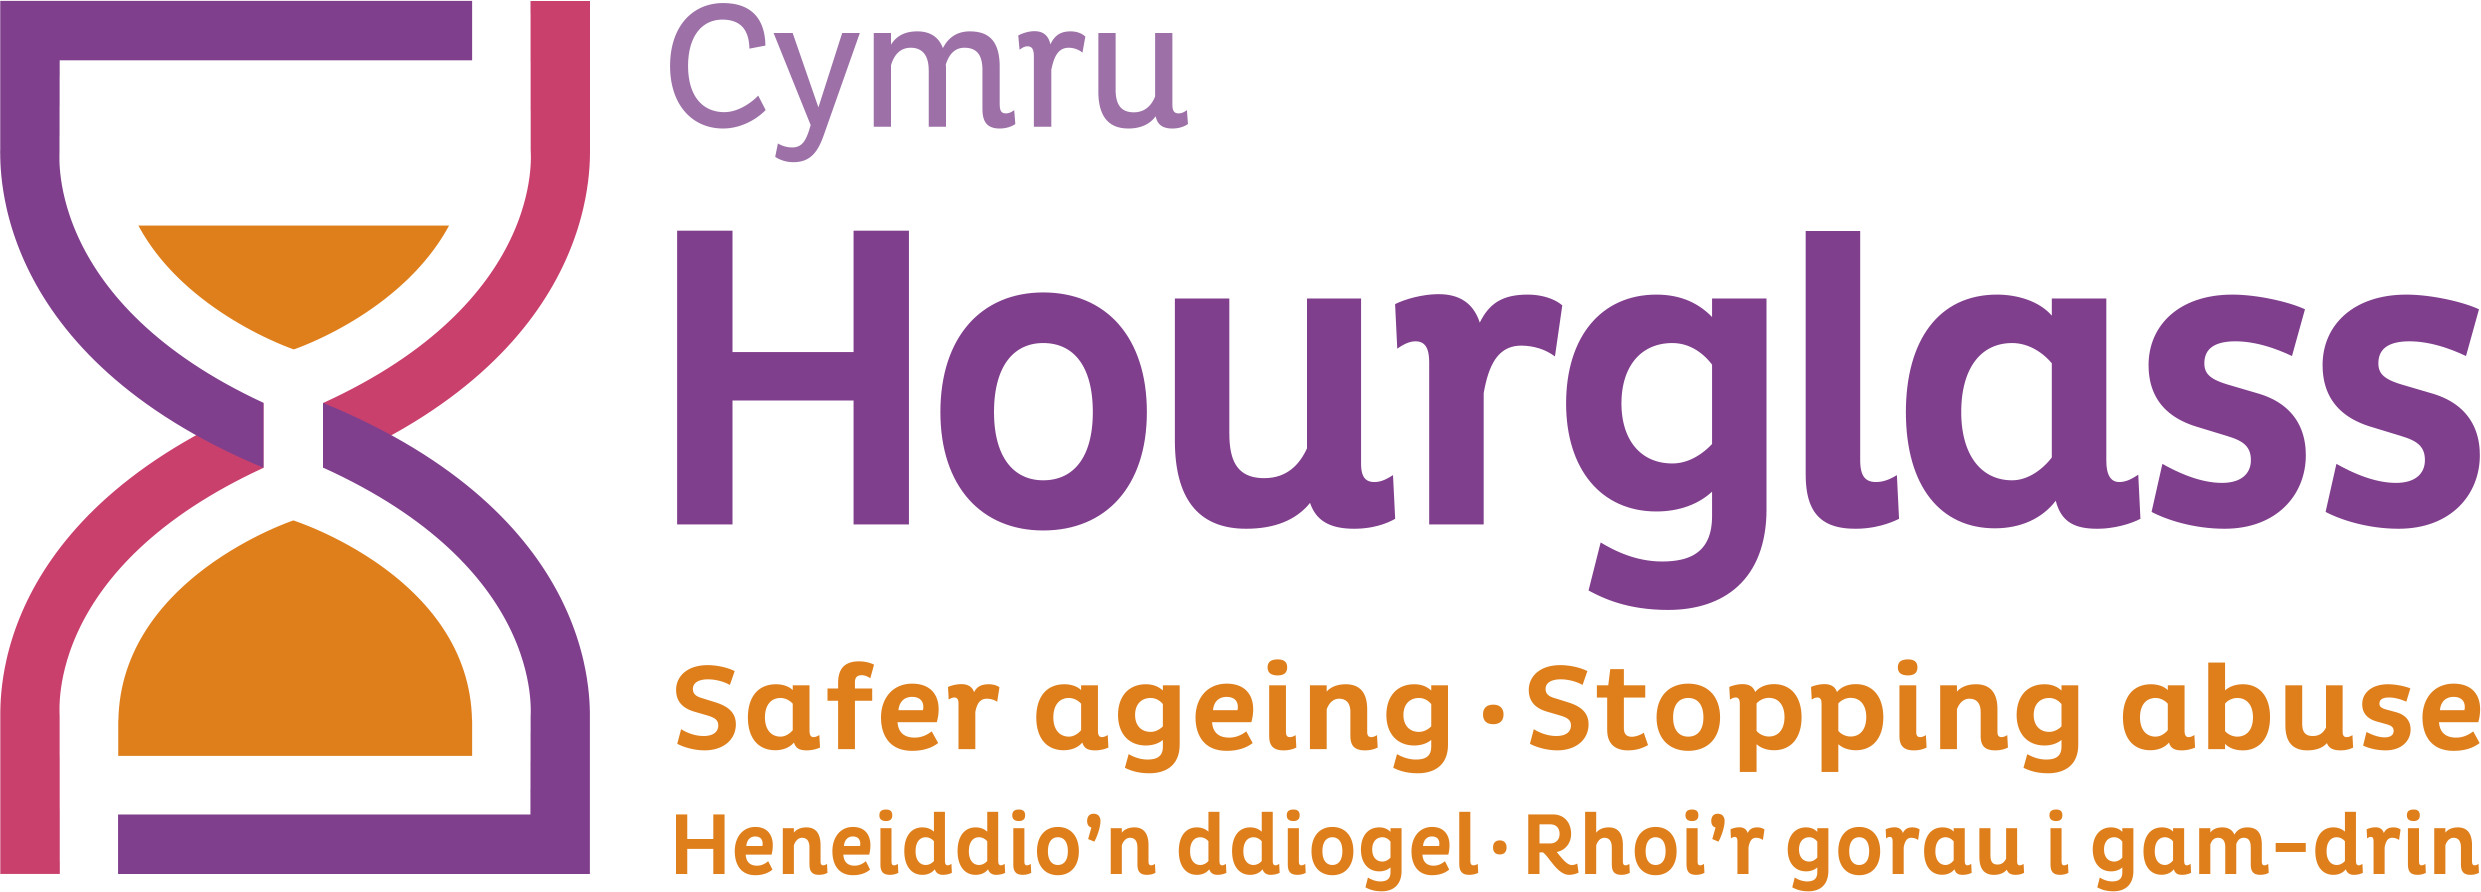 Cymru
Hourglass
Safer ageing · Stopping abuse
Heneiddio’n ddiogel · Rhoi’r gorau i gam-drin